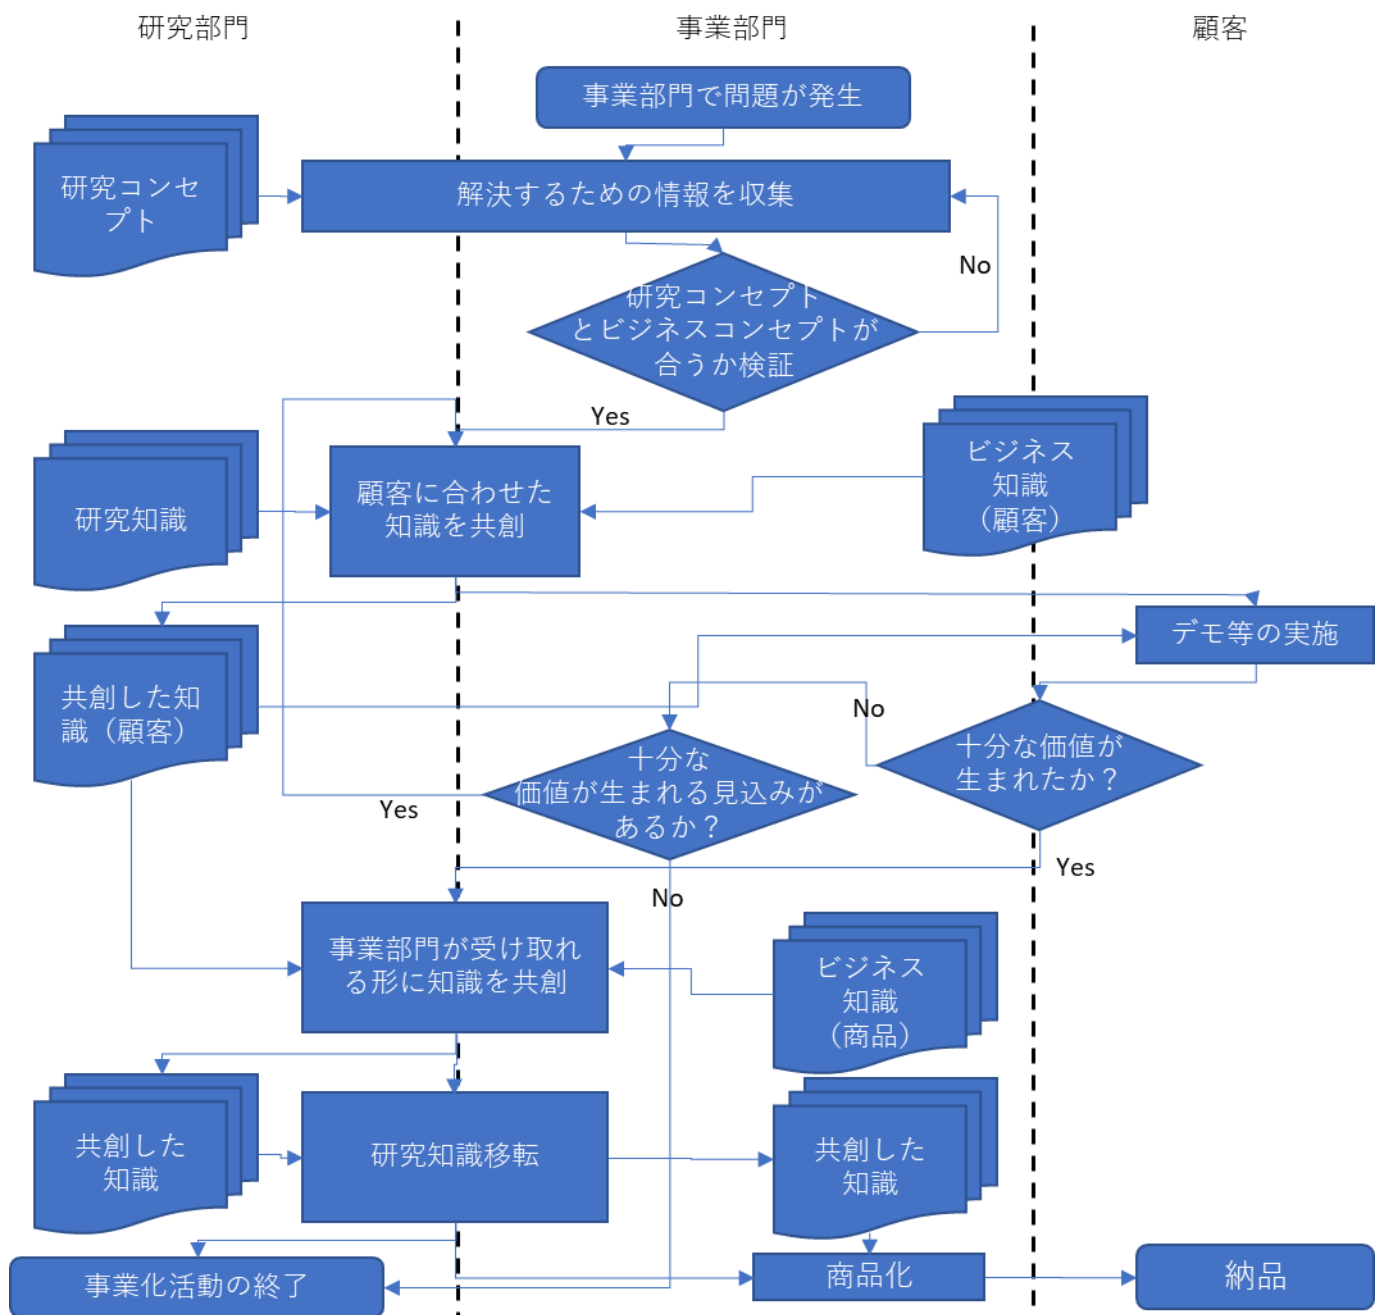 研究部門
事業部門
顧客
事業部門で問題が発生
研究コンセ
プト
解決するための情報を収集
No
研究コンセプト
とビジネスコンセプトが
合うか検証
Yes
ビジネス
知識
（顧客）
研究知識
顧客に合わせた
知識を共創
デモ等の実施
共創した知
識（顧客）
No
十分な価値が
生まれたか？
十分な
価値が生まれる見込みが
あるか？
Yes
Yes
No
事業部門が受け取れ
る形に知識を共創
ビジネス
知識
（商品）
共創した
知識
研究知識移転
共創した
知識
事業化活動の終了
商品化
納品